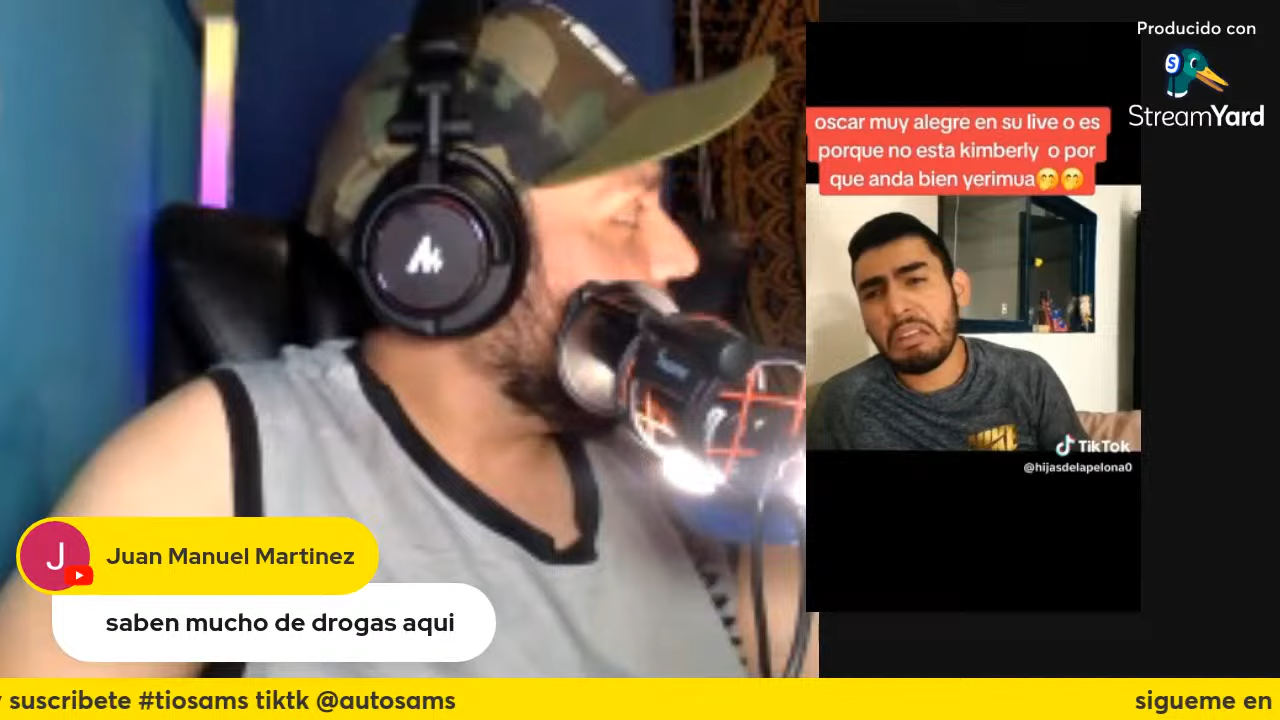 Producido con
StreamYard
oscar muy alegre en su live o es
porque no esta kimberly o por
que anda bien yerimua🤭🤭
TikTok
@hijasdelapelona0
J
Juan Manuel Martinez
saben mucho de drogas aqui
suscribete #tiosams tiktk @autosams
sigueme en